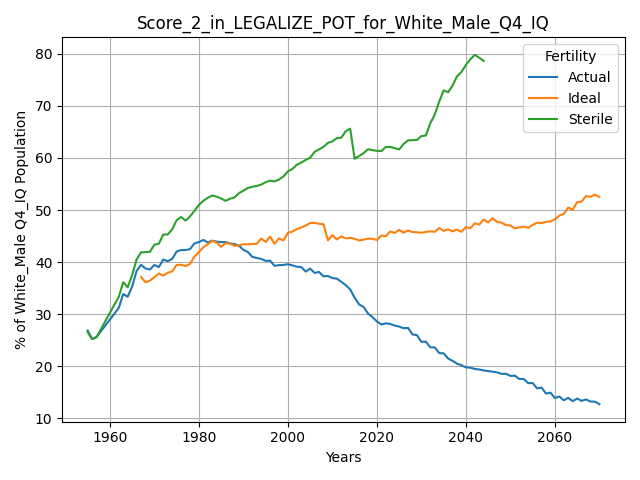 Score_2_in_LEGALIZE_POT_for_White_Male_Q4_IQ
% of White_Male Q4_IQ Population
80
70
60
50
40
30
20
10
Fertility
Actual
Ideal
Sterile
1960
1980
2000
2020
2040
2060
Years